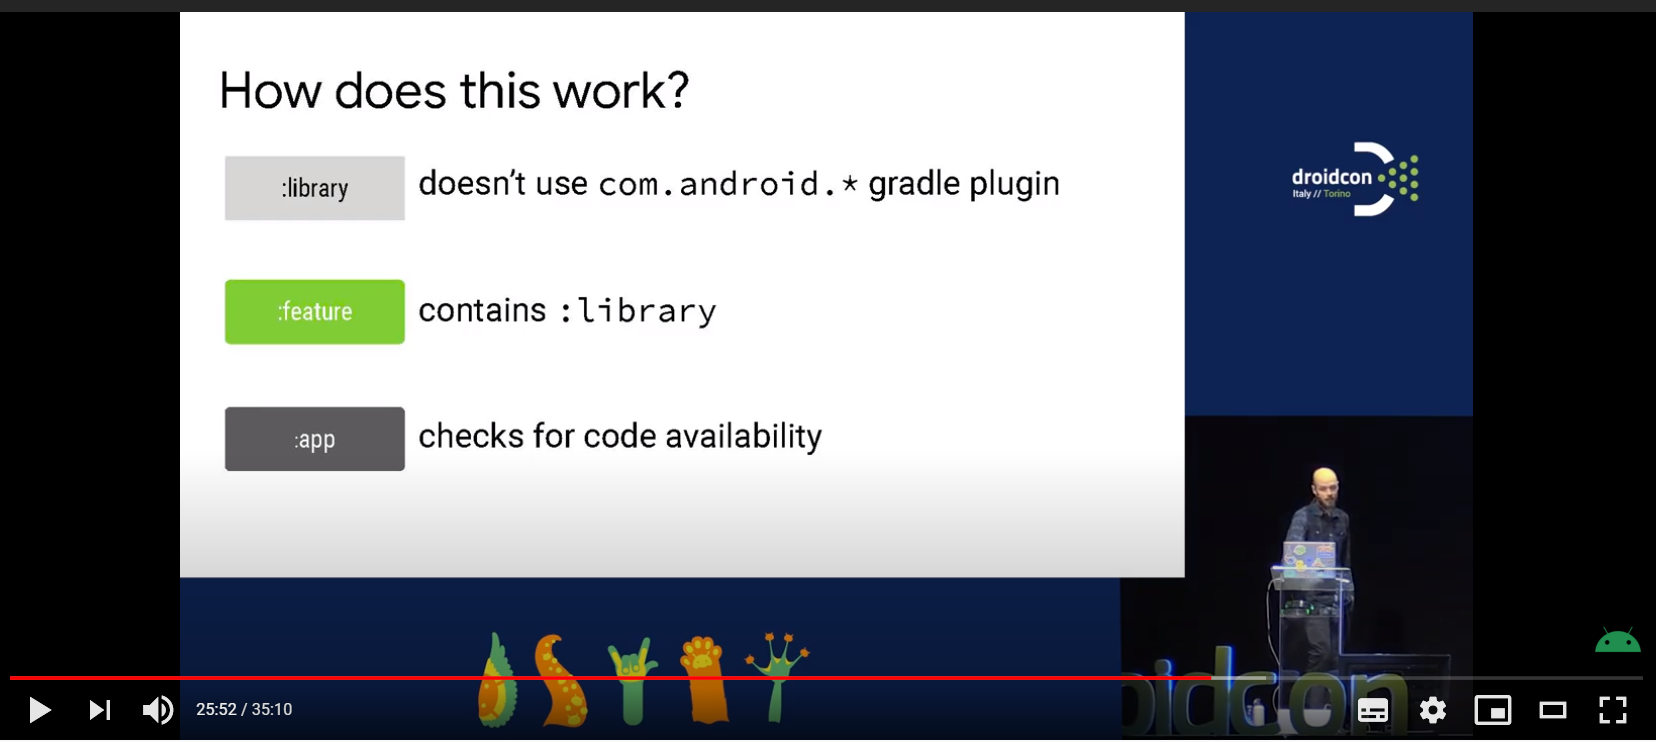 How does this work?
:library
doesn't use com.android.* gradle plugin
:feature
contains :library
:app
checks for code availability
droidcon
Italy // Torino
oidcon
25:52 / 35:10